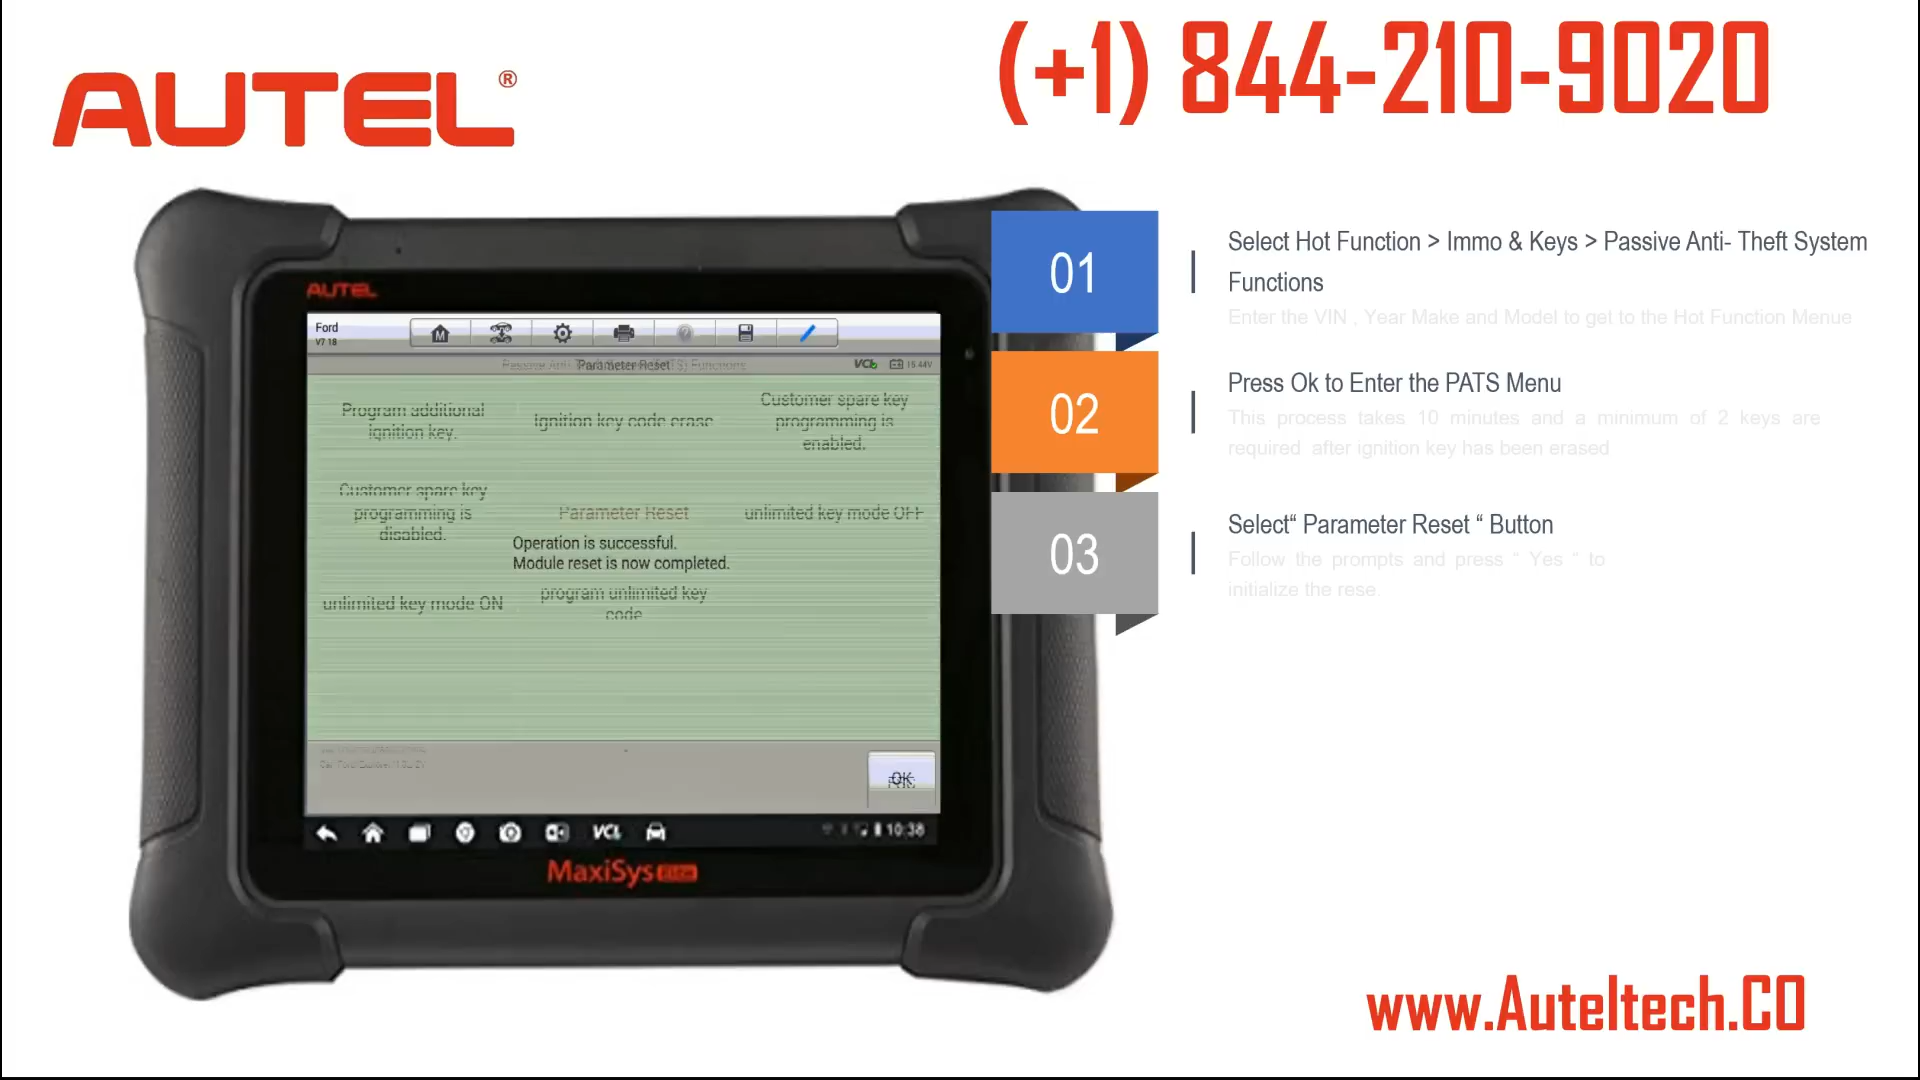 AUTEL®
(+1) 844-210-9020
01
Select Hot Function > Immo & Keys > Passive Anti- Theft System
Functions
Enter the VIN , Year Make and Model to get to the Hot Function Menue
02
Press Ok to Enter the PATS Menu
This process takes 10 minutes and a minimum of 2 keys are
required after ignition key has been erased
03
Select“ Parameter Reset “ Button
Follow the prompts and press “ Yes “ to
initialize the rese.
AUTEL
Ford
V7 18
M
Parameter Reset
VCI
15.44V
Program additional
ignition key.
Ignition key code erase
Customer spare key
programming is
enabled.
Customer spare key
programming is
disabled.
Parameter Reset
unlimited key mode OFF
Operation is successful.
Module reset is now completed.
unlimited key mode ON
program unlimited key
code
OK
VCI
10:38
MaxiSys Elite
www.Auteltech.CO